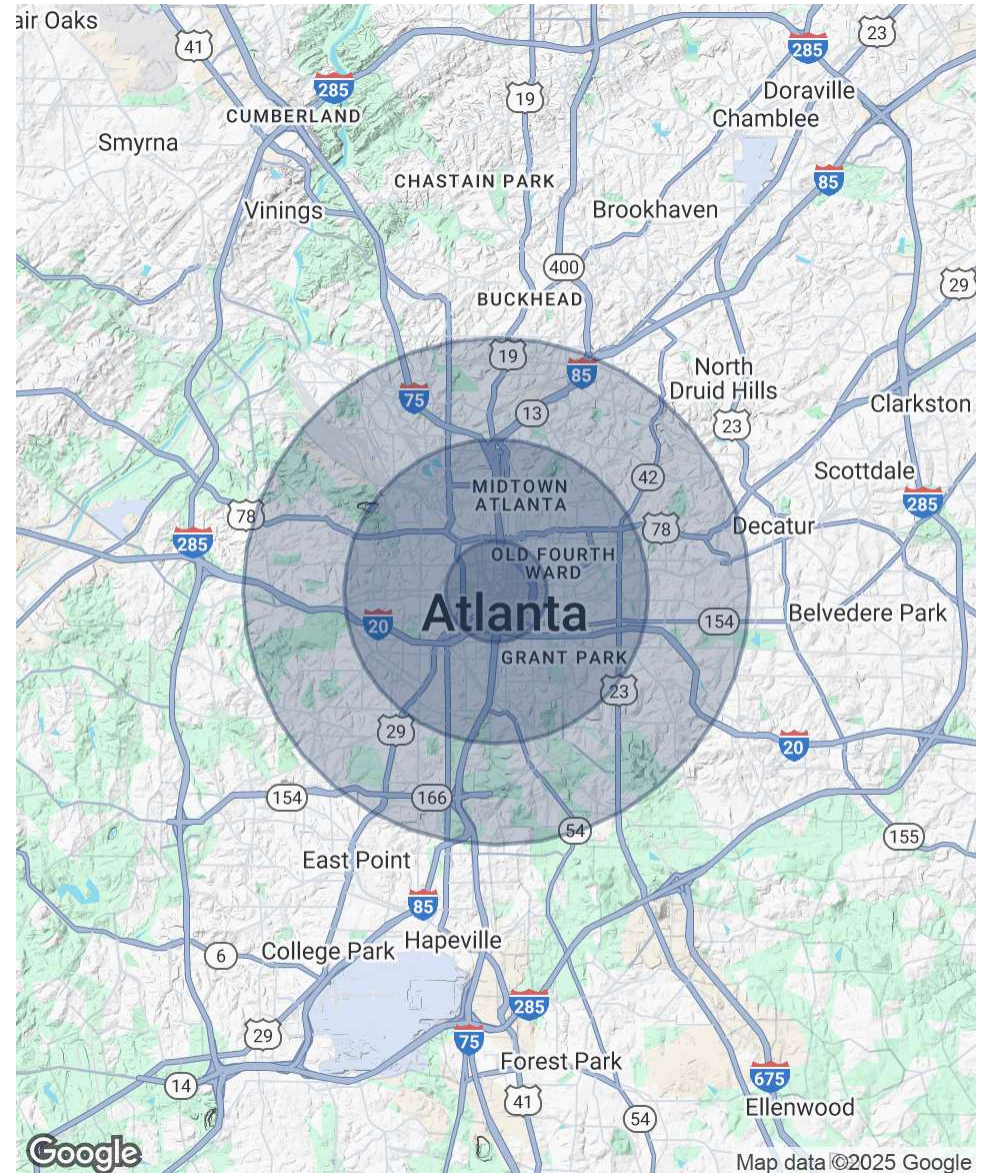 air Oaks
41
23
285
285
Doraville
19
CUMBERLAND
Chamblee
Smyrna
CHASTAIN PARK
85
Vinings
Brookhaven
400
29
BUCKHEAD
19
85
North
Druid Hills
75
Clarkston
13
23
42
Scottdale
MIDTOWN
ATLANTA
285
78
78
Decatur
285
OLD FOURTH
WARD
Atlanta
20
154
Belvedere Park
GRANT PARK
23
29
20
154
166
54
155
East Point
85
Hapeville
College Park
6
285
29
75
Forest Park
14
675
41
Ellenwood
54
Google
Map data ©2025 Google